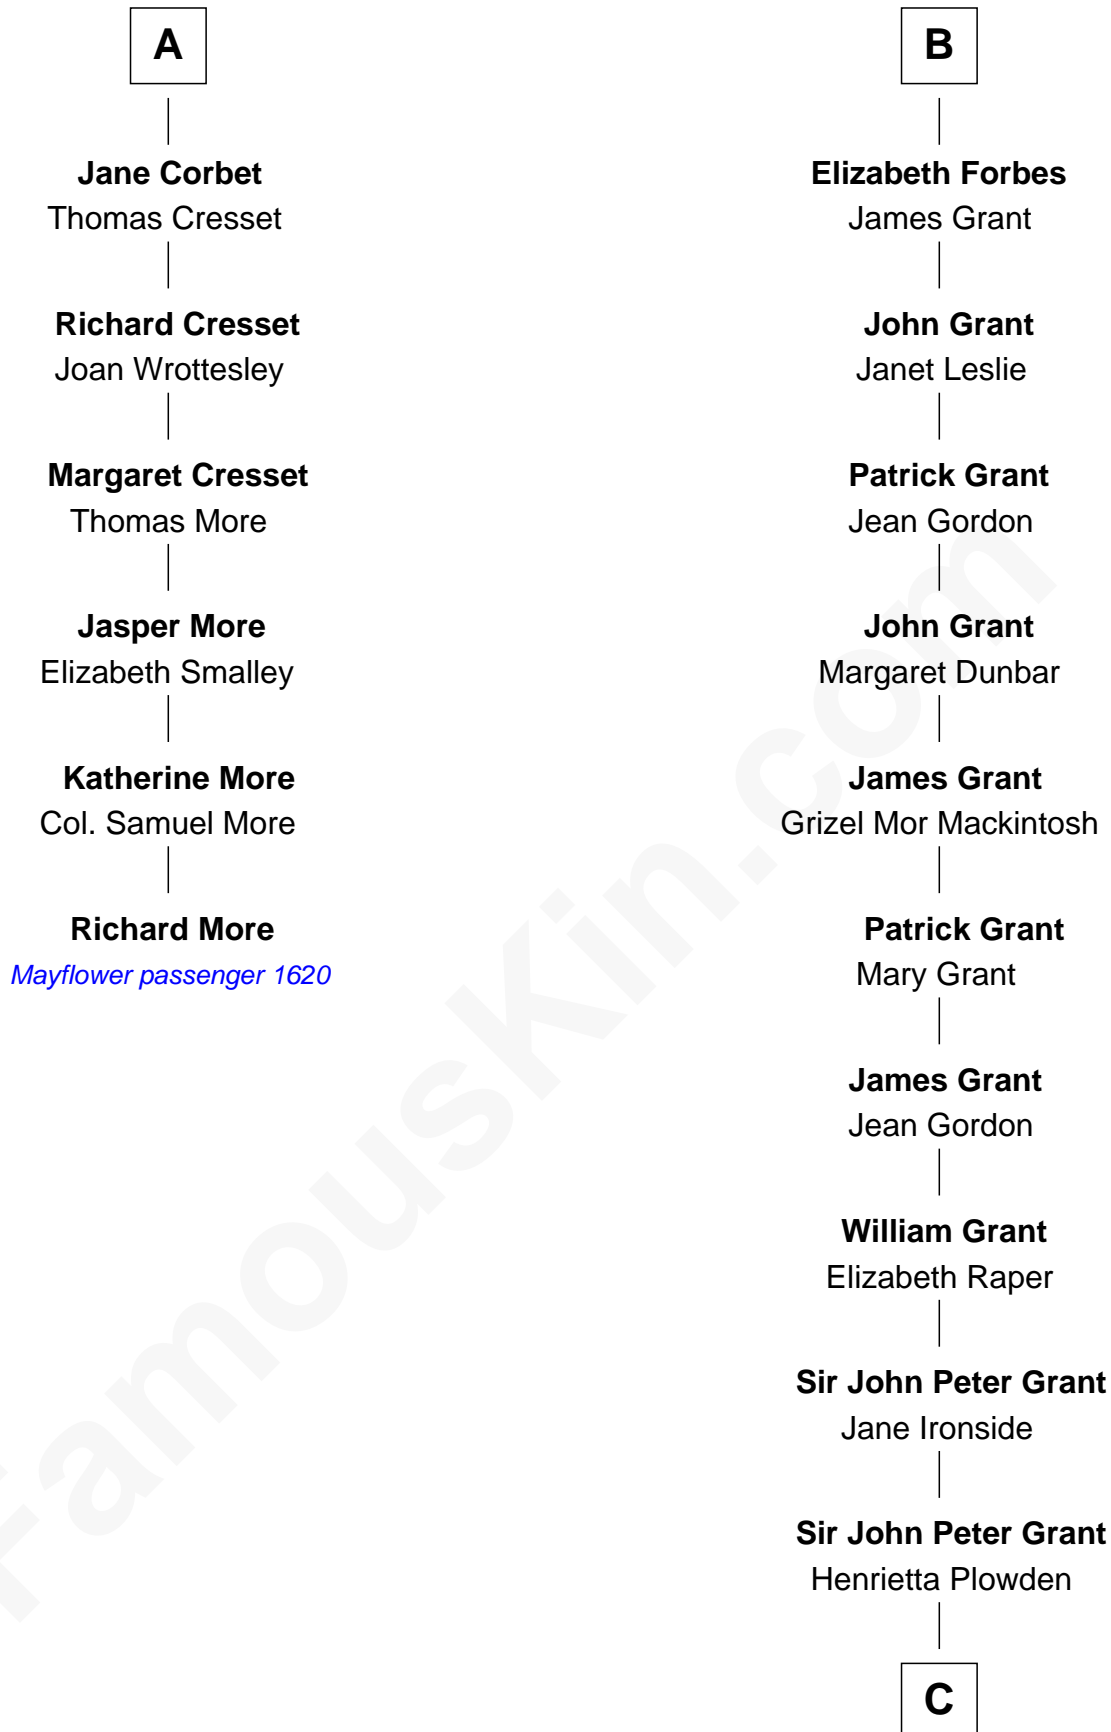 A
Jane Corbet
Thomas Cresset
Richard Cresset
Joan Wrottesley
Margaret Cresset
Thomas More
Jasper More
Elizabeth Smalley
Katherine More
Col. Samuel More
Richard More
Mayflower passenger 1620
B
Elizabeth Forbes
James Grant
John Grant
Janet Leslie
Patrick Grant
Jean Gordon
John Grant
Margaret Dunbar
James Grant
Grizel Mor Mackintosh
Patrick Grant
Mary Grant
James Grant
Jean Gordon
William Grant
Elizabeth Raper
Sir John Peter Grant
Jane Ironside
Sir John Peter Grant
Henrietta Plowden
C
FamousKin.com